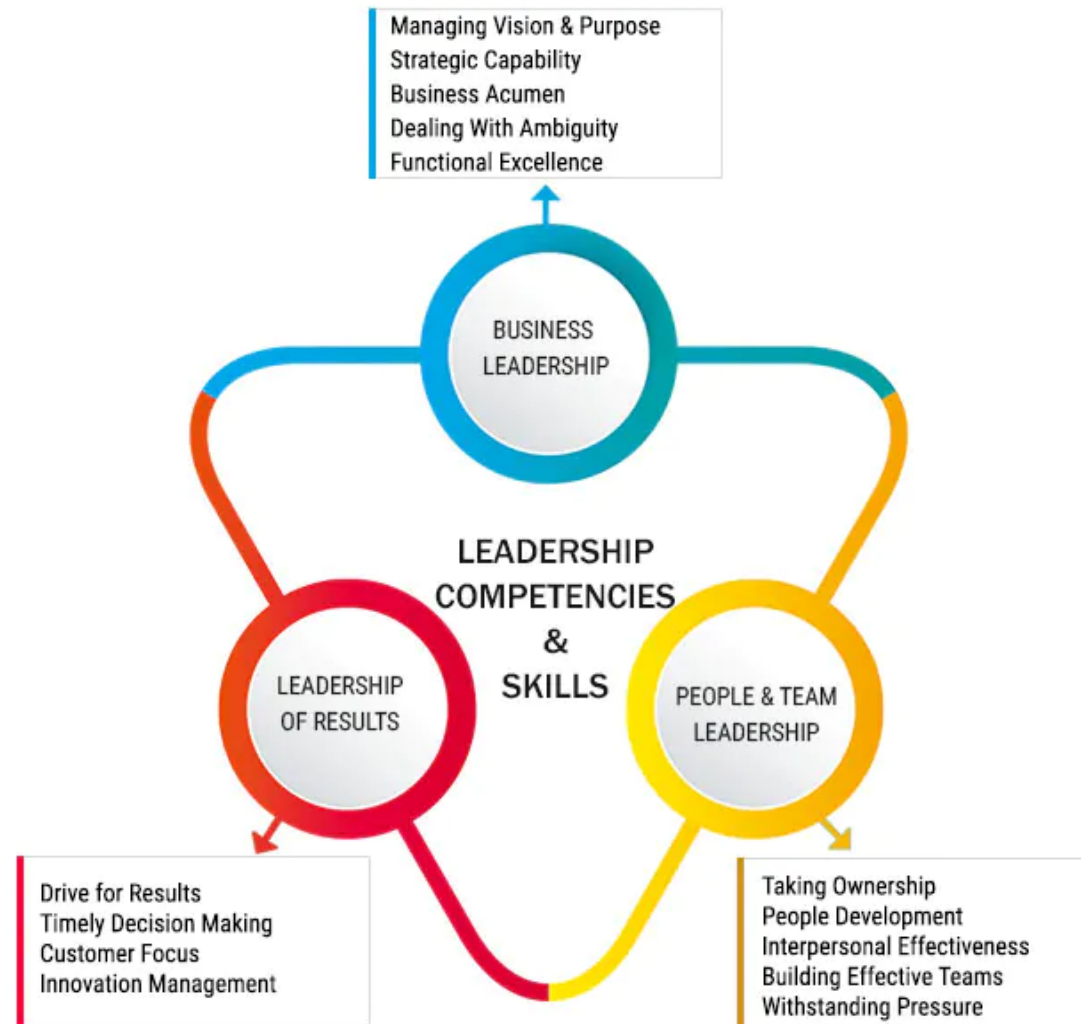 Managing Vision & Purpose
Strategic Capability
Business Acumen
Dealing With Ambiguity
Functional Excellence
BUSINESS
LEADERSHIP
LEADERSHIP
COMPETENCIES
&
SKILLS
LEADERSHIP
OF RESULTS
PEOPLE & TEAM
LEADERSHIP
Drive for Results
Timely Decision Making
Customer Focus
Innovation Management
Taking Ownership
People Development
Interpersonal Effectiveness
Building Effective Teams
Withstanding Pressure